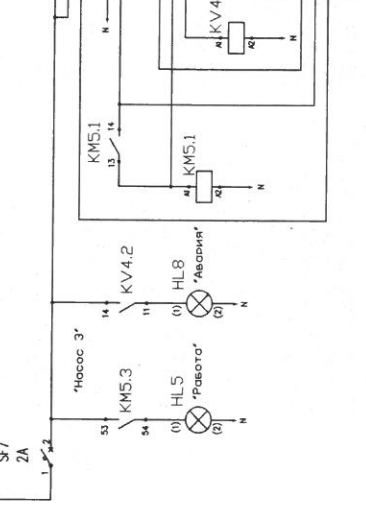 N
KV4
A1
A2
N
KM5.1
13
14
KM5.1
A1
A2
N
KV4.2
14
11
HL8
"Авария"
(1)
(2)
N
"Насос 3"
KM5.3
53
54
HL5
"Работа"
(1)
(2)
N
SF7
2A
1
2